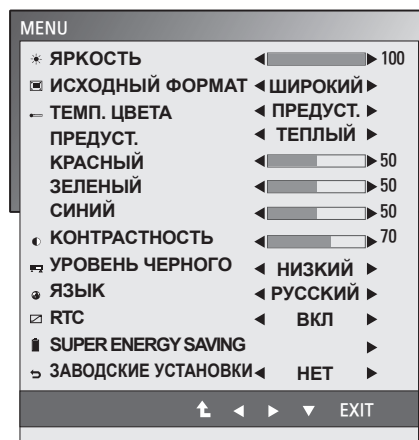 MENU
ЯРКОСТЬ 100
ИСХОДНЫЙ ФОРМАТ ШИРОКИЙ
ТЕМП. ЦВЕТА ПРЕДУСТ.
ПРЕДУСТ. ТЕПЛЫЙ
КРАСНЫЙ 50
ЗЕЛЕНЫЙ 50
СИНИЙ 50
КОНТРАСТНОСТЬ 70
УРОВЕНЬ ЧЕРНОГО НИЗКИЙ
ЯЗЫК РУССКИЙ
RTC ВКЛ
SUPER ENERGY SAVING
ЗАВОДСКИЕ УСТАНОВКИ НЕТ
EXIT